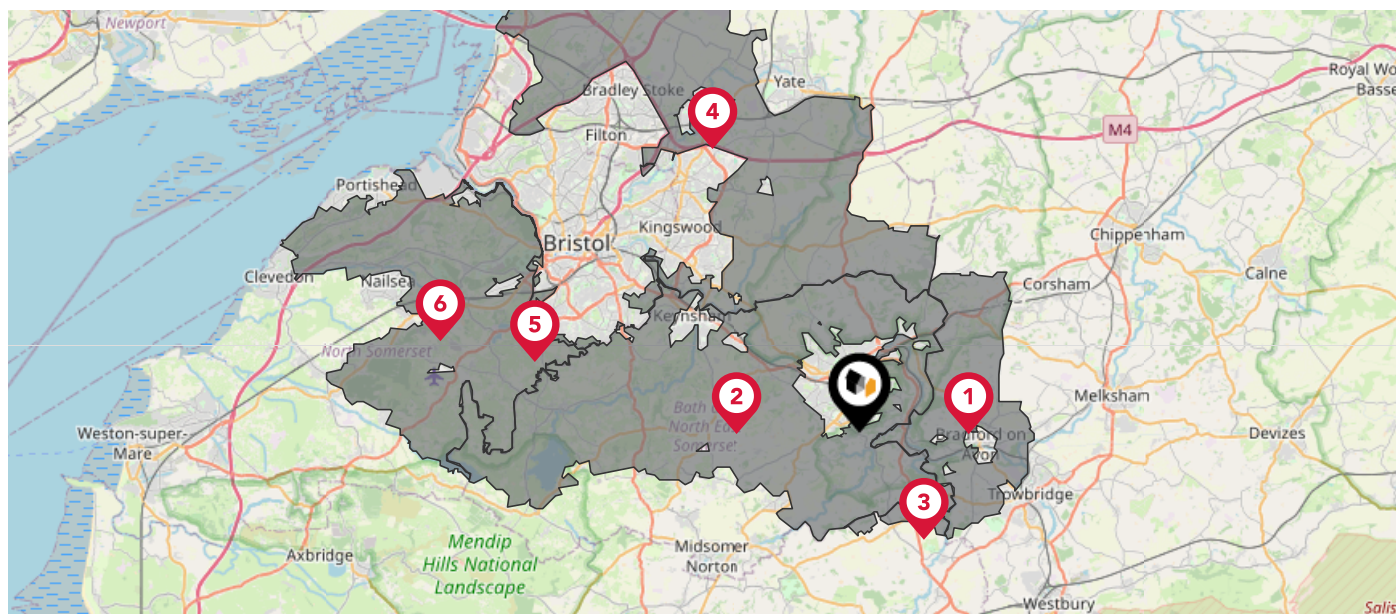 Newport
Yate
Royal Wo
Basse
Bradley Stoke
4
M4
Filton
Portishead
Kingswood
Bristol
Chippenham
Clevedon
Nailsea
Calne
Corsham
6
5
Keynsham
North Somerset
2
1
Melksham
Bath
North East
Somerset
Weston-super-
Mare
Bradford on
Avon
Devizes
3
Trowbridge
Mendip
Hills National
Landscape
Axbridge
Midsomer
Norton
Westbury
Salis